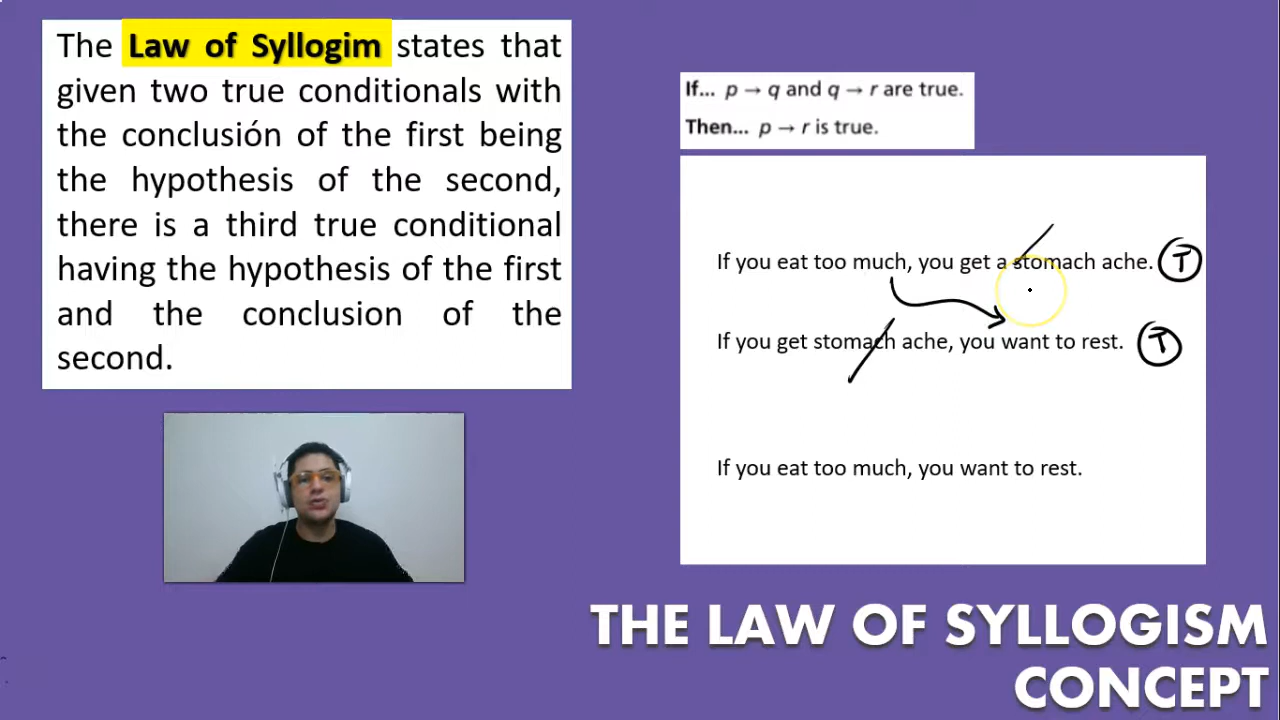 The Law of Syllogim states that
given two true conditionals with
the conclusión of the first being
the hypothesis of the second,
there is a third true conditional
having the hypothesis of the first
and the conclusion of the
second.
If... p → q and q → r are true.
Then... p → r is true.
If you eat too much, you get a stomach ache. T
If you get stomach ache, you want to rest. T
If you eat too much, you want to rest.
THE LAW OF SYLLOGISM
CONCEPT